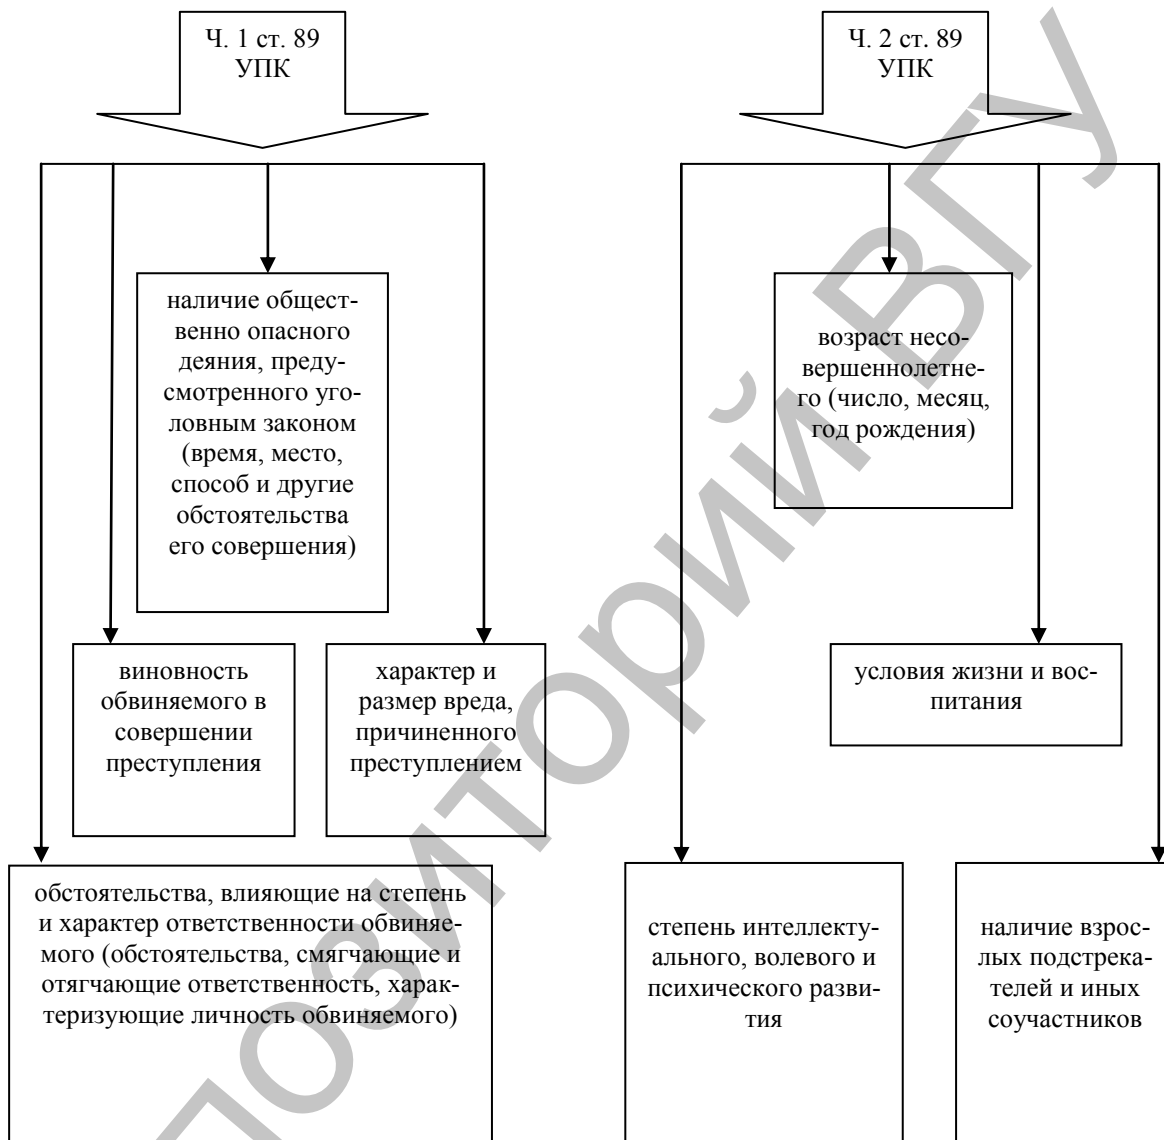 Ч. 1 ст. 89
УПК
Ч. 2 ст. 89
УПК
наличие общест-
венно опасного
деяния, преду-
смотренного уго-
ловным законом
(время, место,
способ и другие
обстоятельства
его совершения)
возраст несо-
вершеннолетне-
го (число, месяц,
год рождения)
виновность
обвиняемого в
совершении
преступления
характер и
размер вреда,
причиненного
преступлением
условия жизни и вос-
питания
обстоятельства, влияющие на степень
и характер ответственности обвиняе-
мого (обстоятельства, смягчающие и
отягчающие ответственность, харак-
теризующие личность обвиняемого)
степень интеллекту-
ального, волевого и
психического разви-
тия
наличие взрос-
лых подстрека-
телей и иных
соучастников
позиторий ВГУ